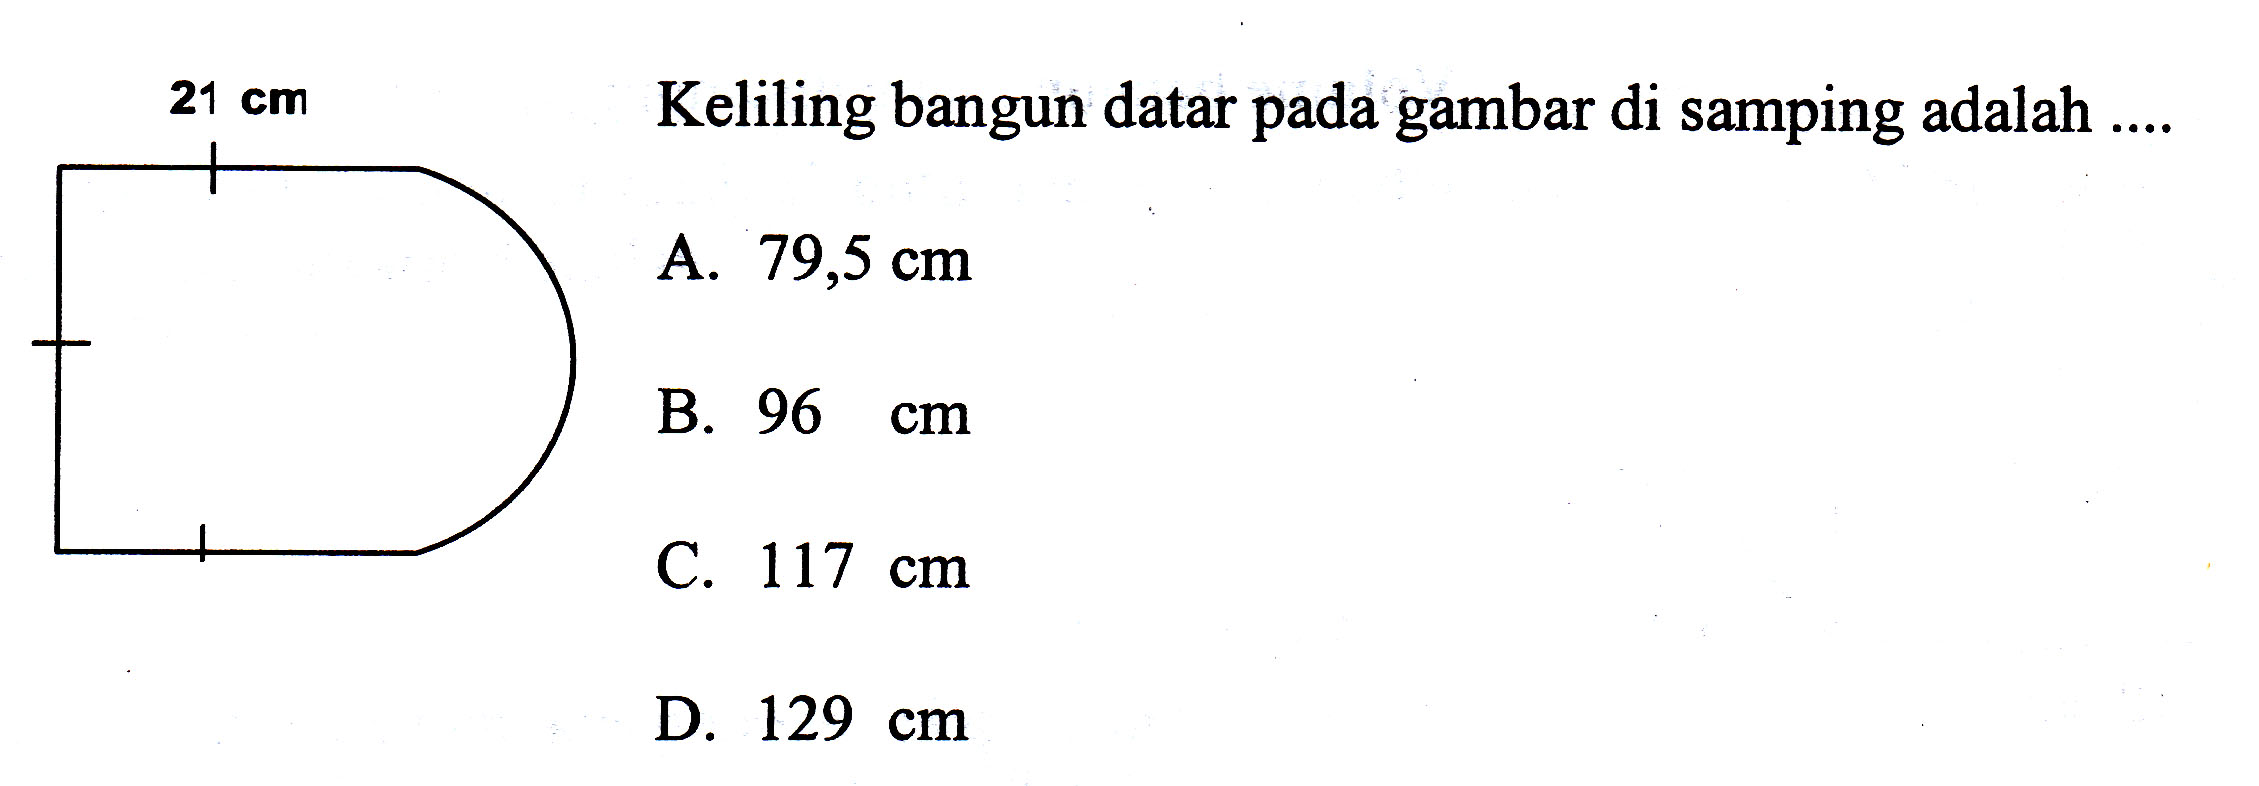 21 cm
Keliling bangun datar pada gambar di samping adalah ....
A. 79,5 cm
B. 96 cm
C. 117 cm
D. 129 cm